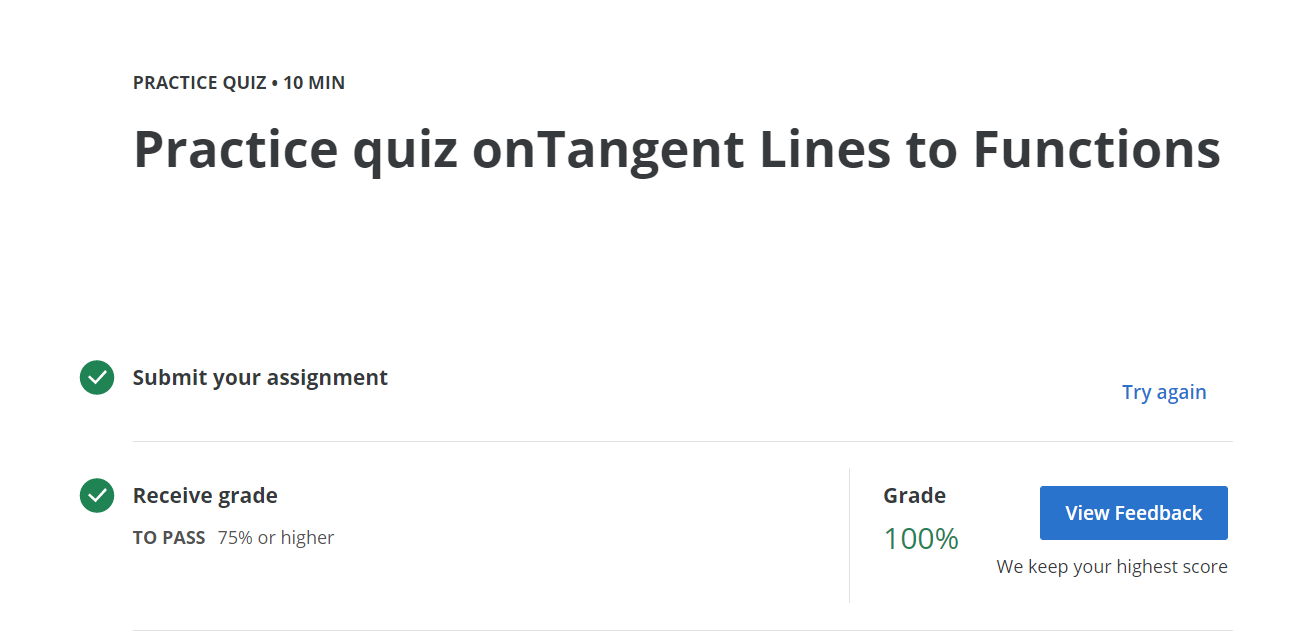 PRACTICE QUIZ • 10 MIN
Practice quiz onTangent Lines to Functions
Submit your assignment
Try again
Receive grade
TO PASS 75% or higher
Grade
100%
View Feedback
We keep your highest score